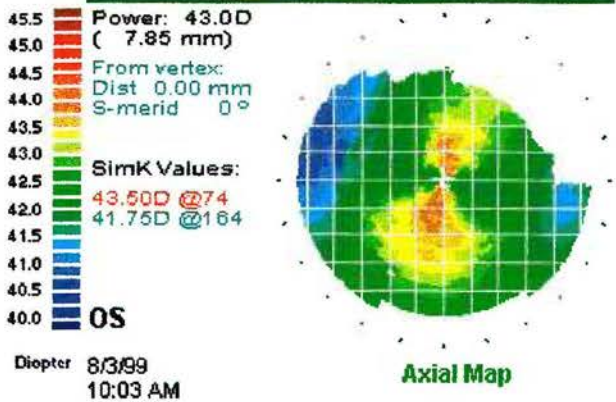 45.5
45.0
44.5
44.0
43.5
43.0
42.5
42.0
41.5
41.0
40.5
40.0
Diopter
Power: 43.0D
( 7.85 mm)
From vertex:
Dist 0.00 mm
S-merid 0°
SimK Values:
43.50D @74
41.75D @164
OS
8/3/99
10:03 AM
Axial Map